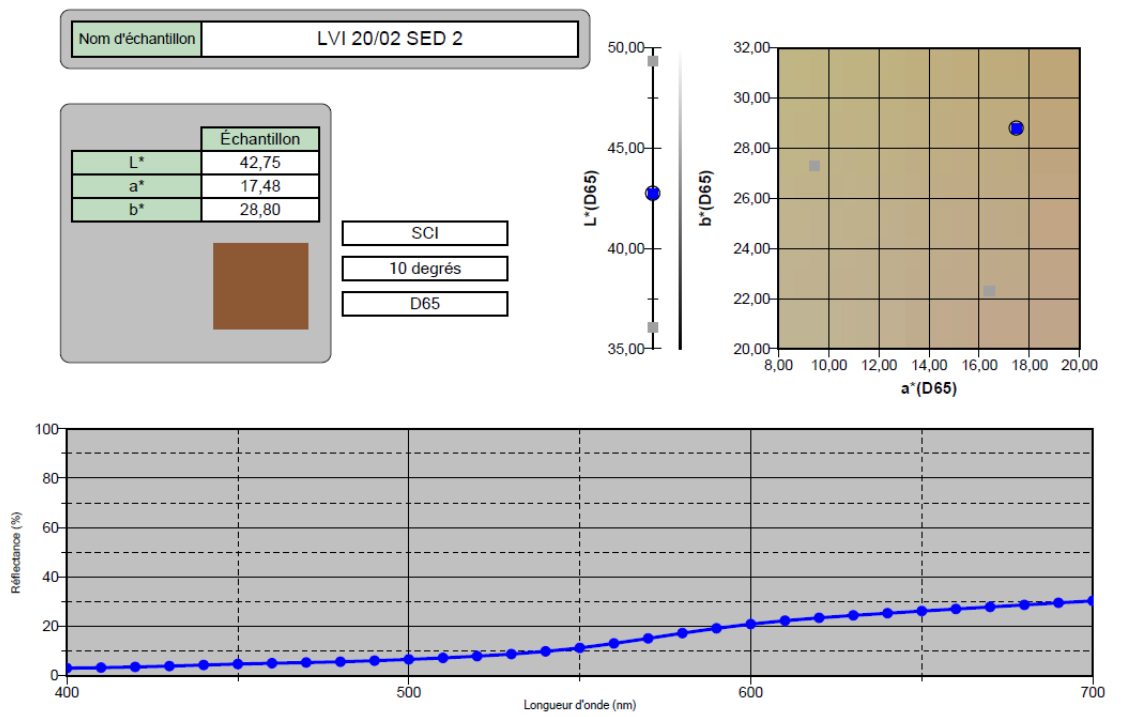 Nom d'échantillon LVI 20/02 SED 2
Échantillon
L* 42,75
a* 17,48
b* 28,80
SCI
10 degrés
D65
L*(D65)
50,00
45,00
40,00
35,00
b*(D65)
32,00
30,00
28,00
26,00
24,00
22,00
20,00
8,00 10,00 12,00 14,00 16,00 18,00 20,00
a*(D65)
Réflectance (%)
100
80
60
40
20
0
400 500 600 700
Longueur d'onde (nm)